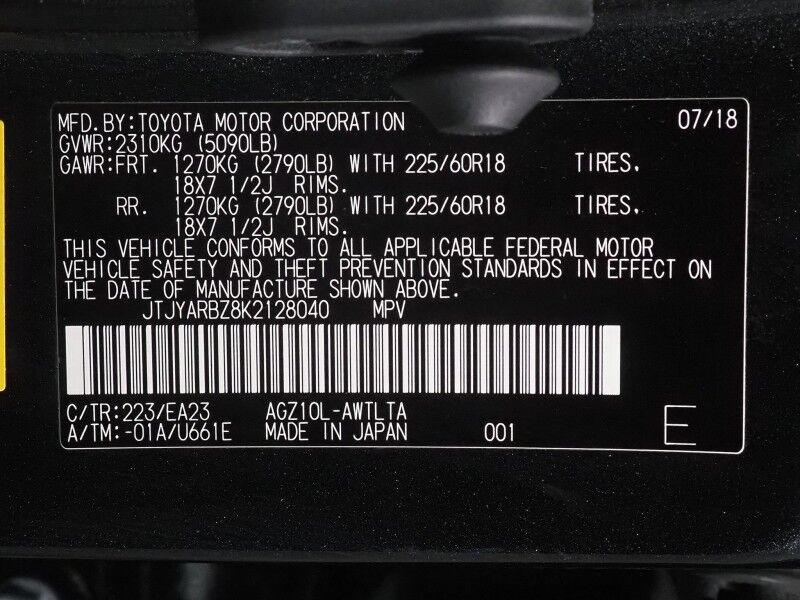 MFD.BY:TOYOTA MOTOR CORPORATION 07/18
GVWR:2310KG (5090LB)
GAWR:FRT. 1270KG (2790LB) WITH 225/60R18 TIRES.
18X7 1/2J RIMS.
RR. 1270KG (2790LB) WITH 225/60R18 TIRES.
18X7 1/2J RIMS.
THIS VEHICLE CONFORMS TO ALL APPLICABLE FEDERAL MOTOR
VEHICLE SAFETY AND THEFT PREVENTION STANDARDS IN EFFECT ON
THE DATE OF MANUFACTURE SHOWN ABOVE.
JTJYARBZ8K2128040 MPV
C/TR:223/EA23 AGZ10L-AWTLTA
A/TM:-01A/U661E MADE IN JAPAN 001 E